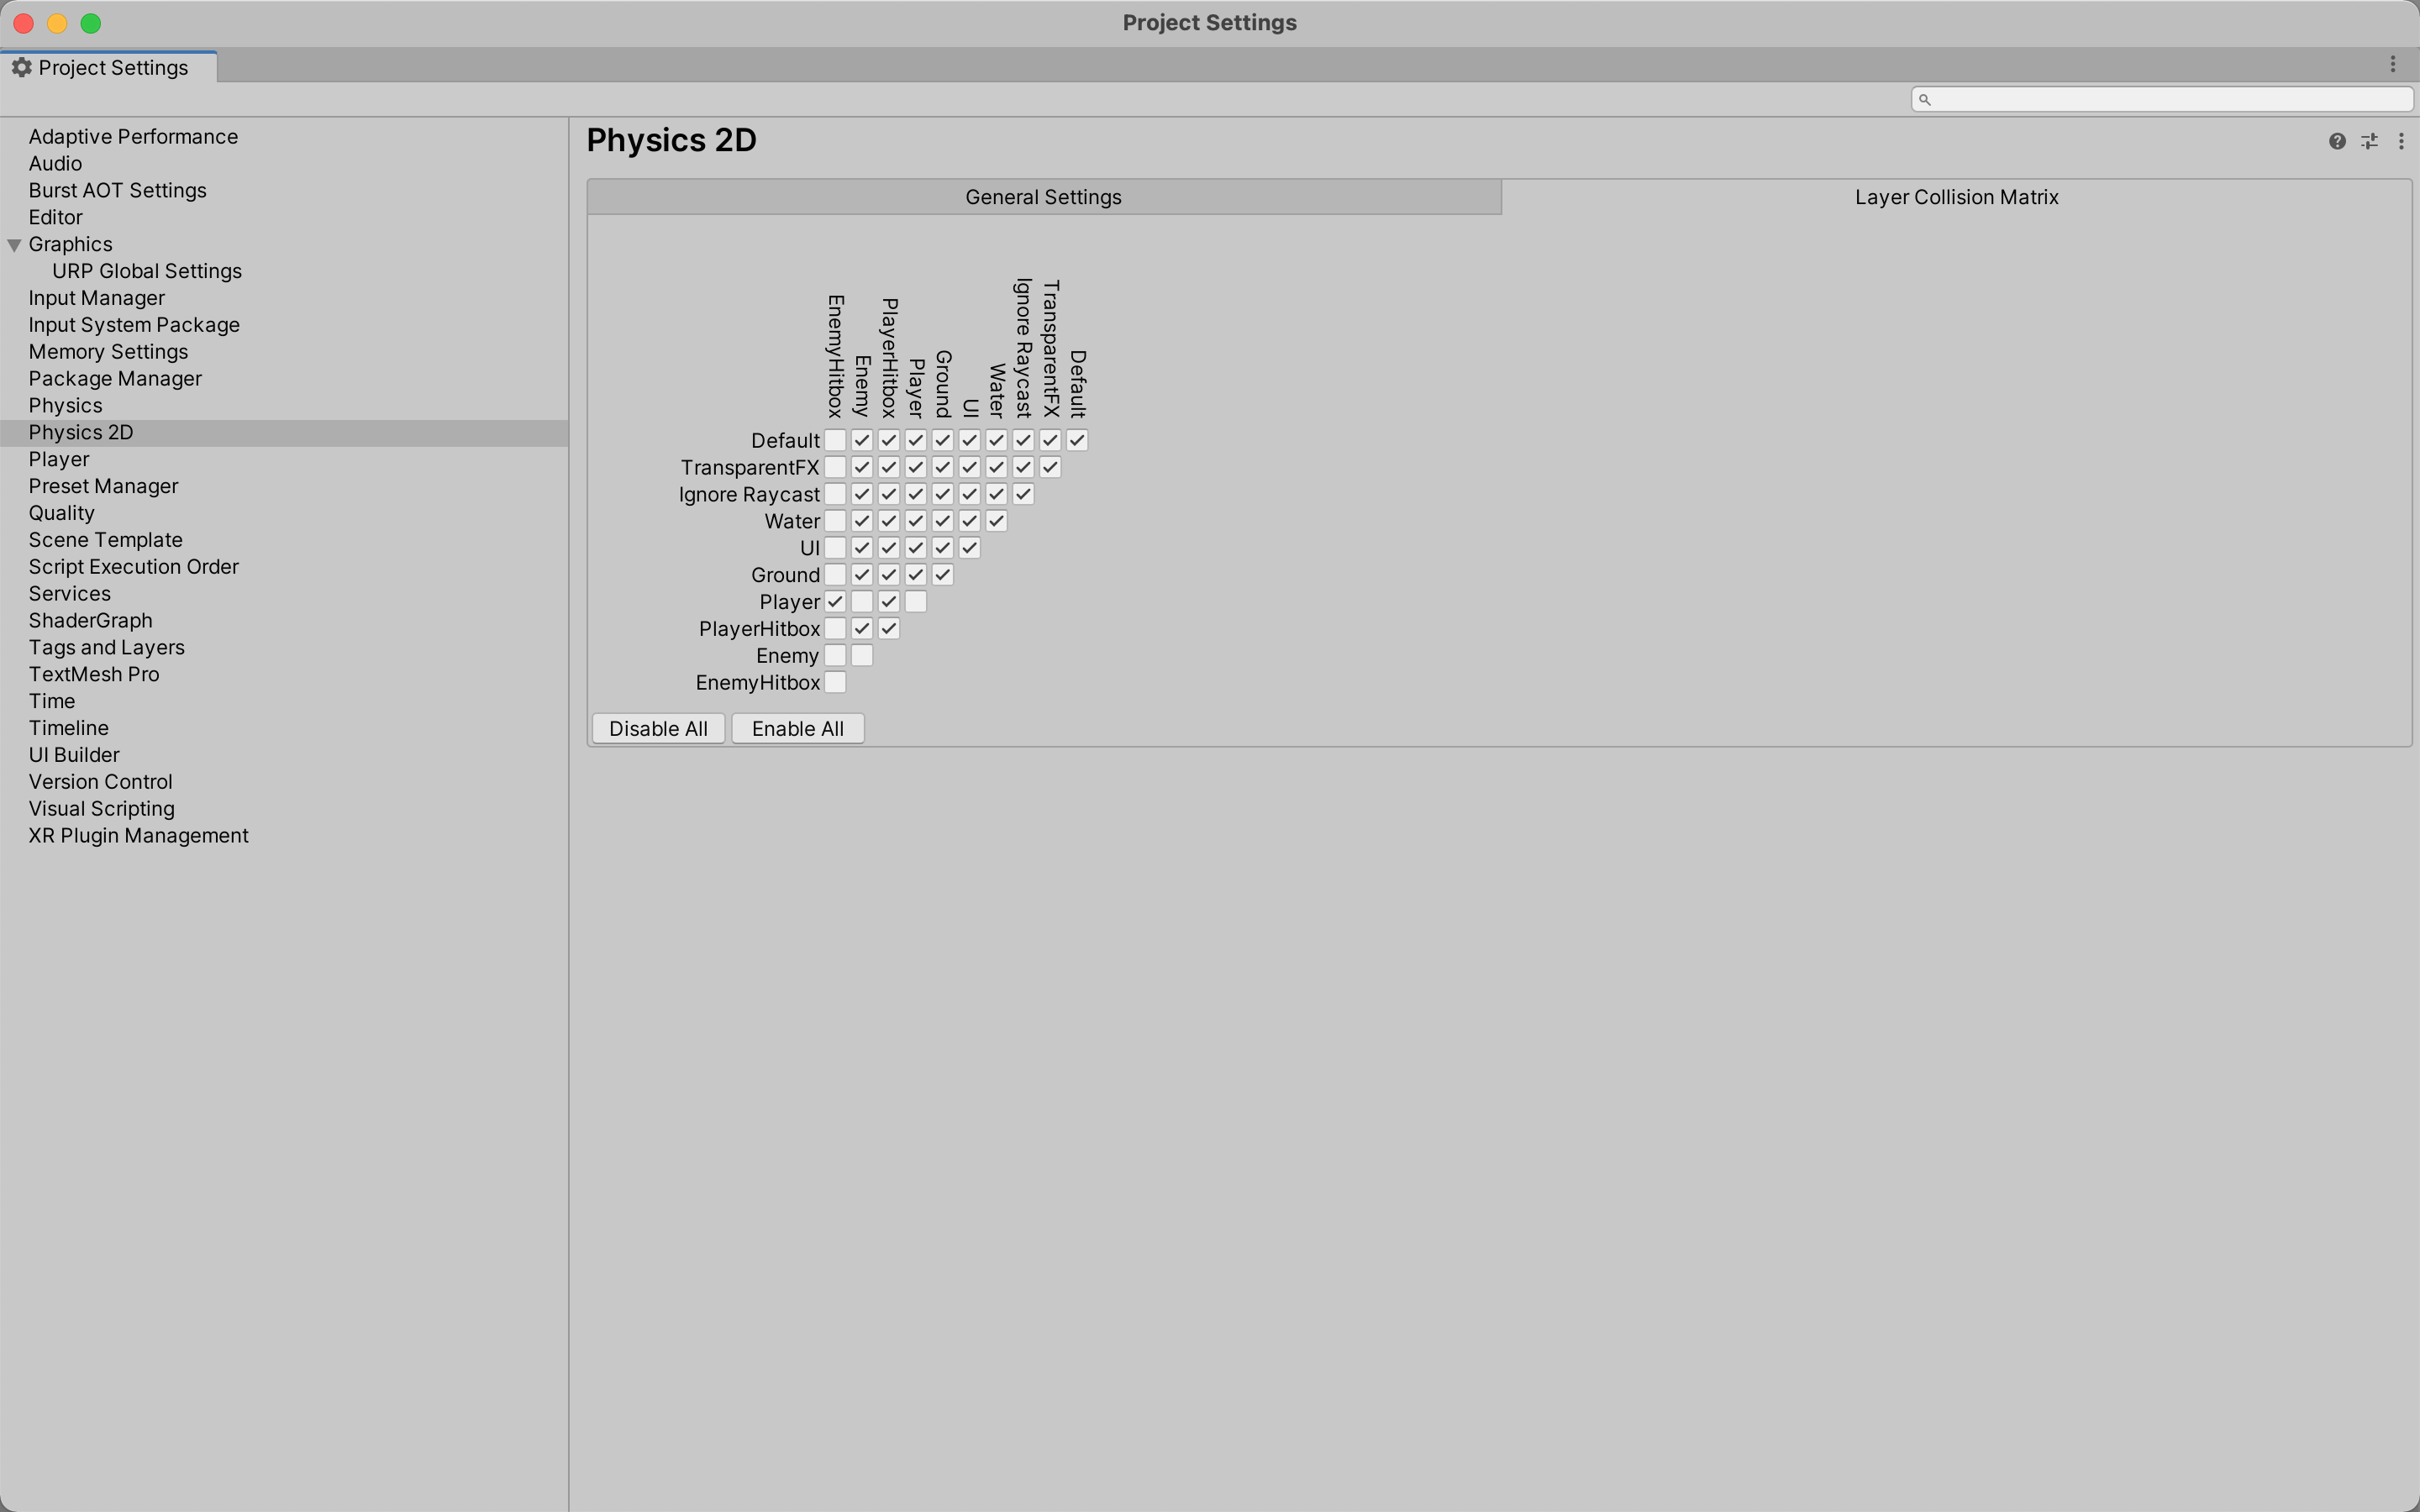 Project Settings
Project Settings
Adaptive Performance
Audio
Burst AOT Settings
Editor
Graphics
URP Global Settings
Input Manager
Input System Package
Memory Settings
Package Manager
Physics
Physics 2D
Player
Preset Manager
Quality
Scene Template
Script Execution Order
Services
ShaderGraph
Tags and Layers
TextMesh Pro
Time
Timeline
UI Builder
Version Control
Visual Scripting
XR Plugin Management
Physics 2D
General Settings
Layer Collision Matrix
EnemyHitbox
Enemy
PlayerHitbox
Player
Ground
UI
Water
Ignore Raycast
TransparentFX
Default
Default
TransparentFX
Ignore Raycast
Water
UI
Ground
Player
PlayerHitbox
Enemy
EnemyHitbox
Disable All
Enable All